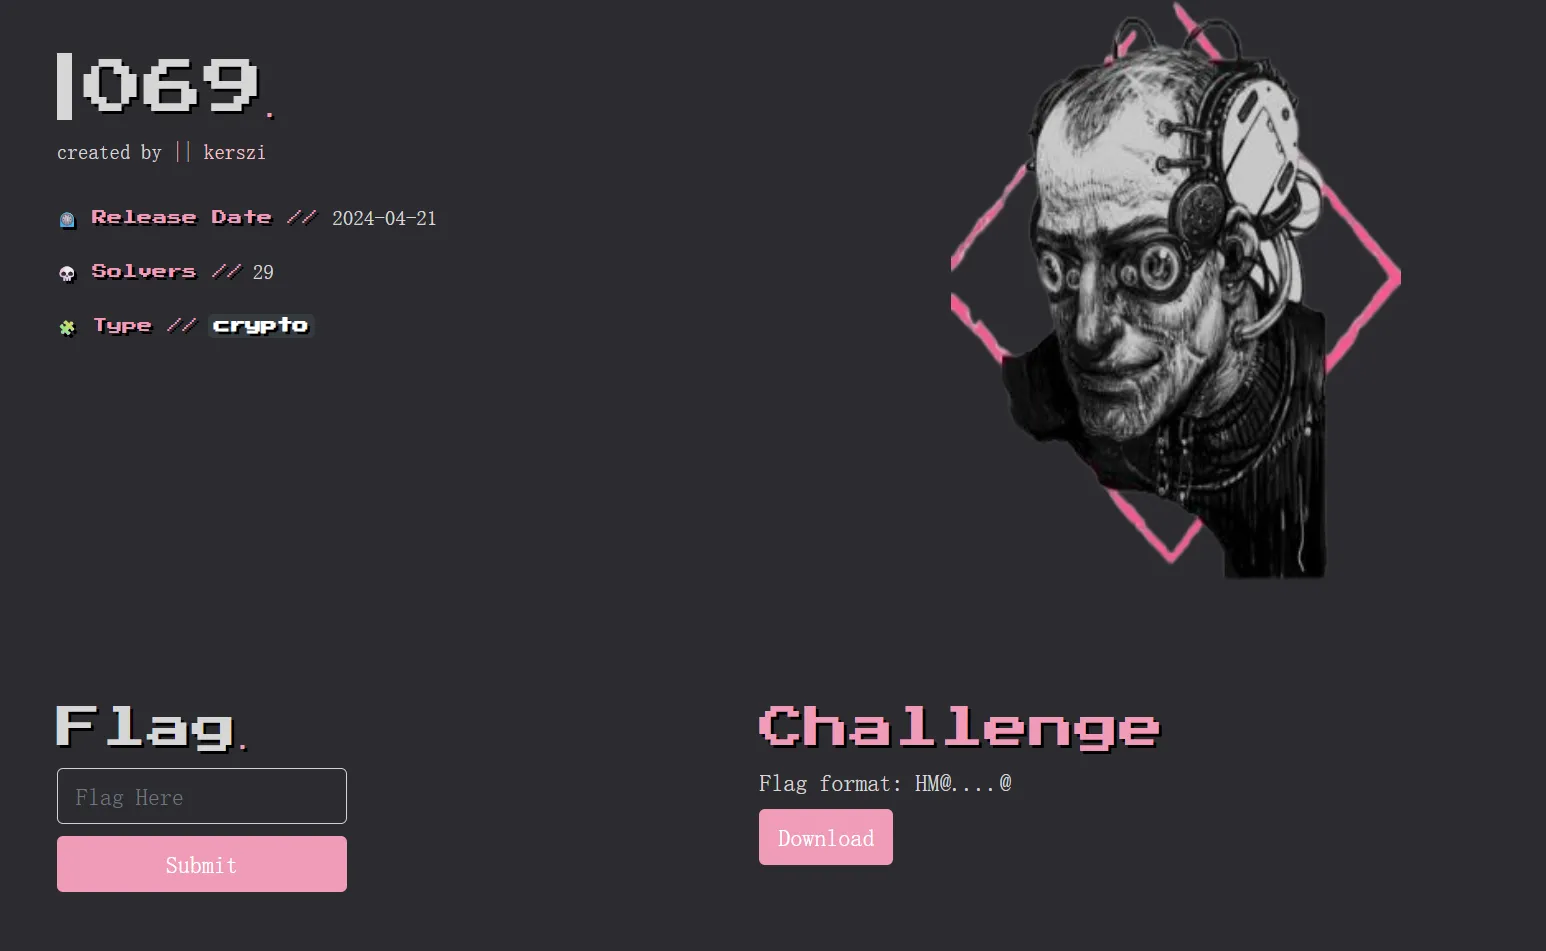 069.
created by || kerszi
Release Date // 2024-04-21
Solvers // 29
Type // crypto
Flag.
Flag Here
Submit
Challenge
Flag format: HM@....@
Download